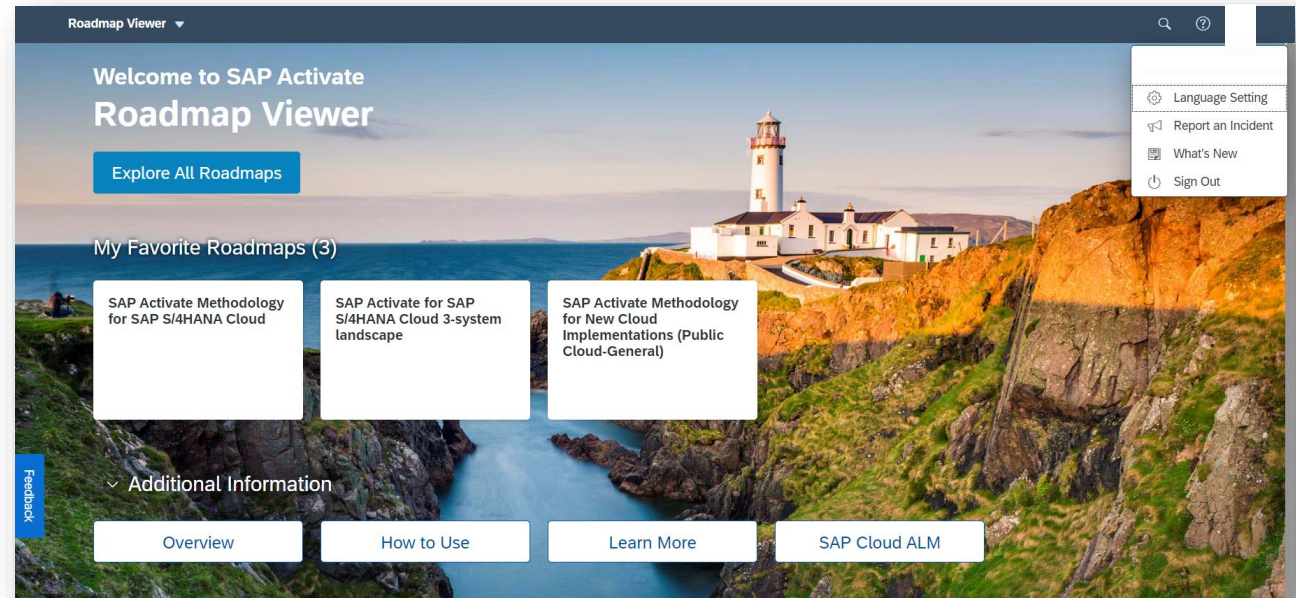 Roadmap Viewer
Welcome to SAP Activate
Roadmap Viewer
Explore All Roadmaps
Language Setting
Report an Incident
What's New
Sign Out
My Favorite Roadmaps (3)
SAP Activate Methodology
for SAP S/4HANA Cloud
SAP Activate for SAP
S/4HANA Cloud 3-system
landscape
SAP Activate Methodology
for New Cloud
Implementations (Public
Cloud-General)
Feedback
Additional Information
Overview
How to Use
Learn More
SAP Cloud ALM